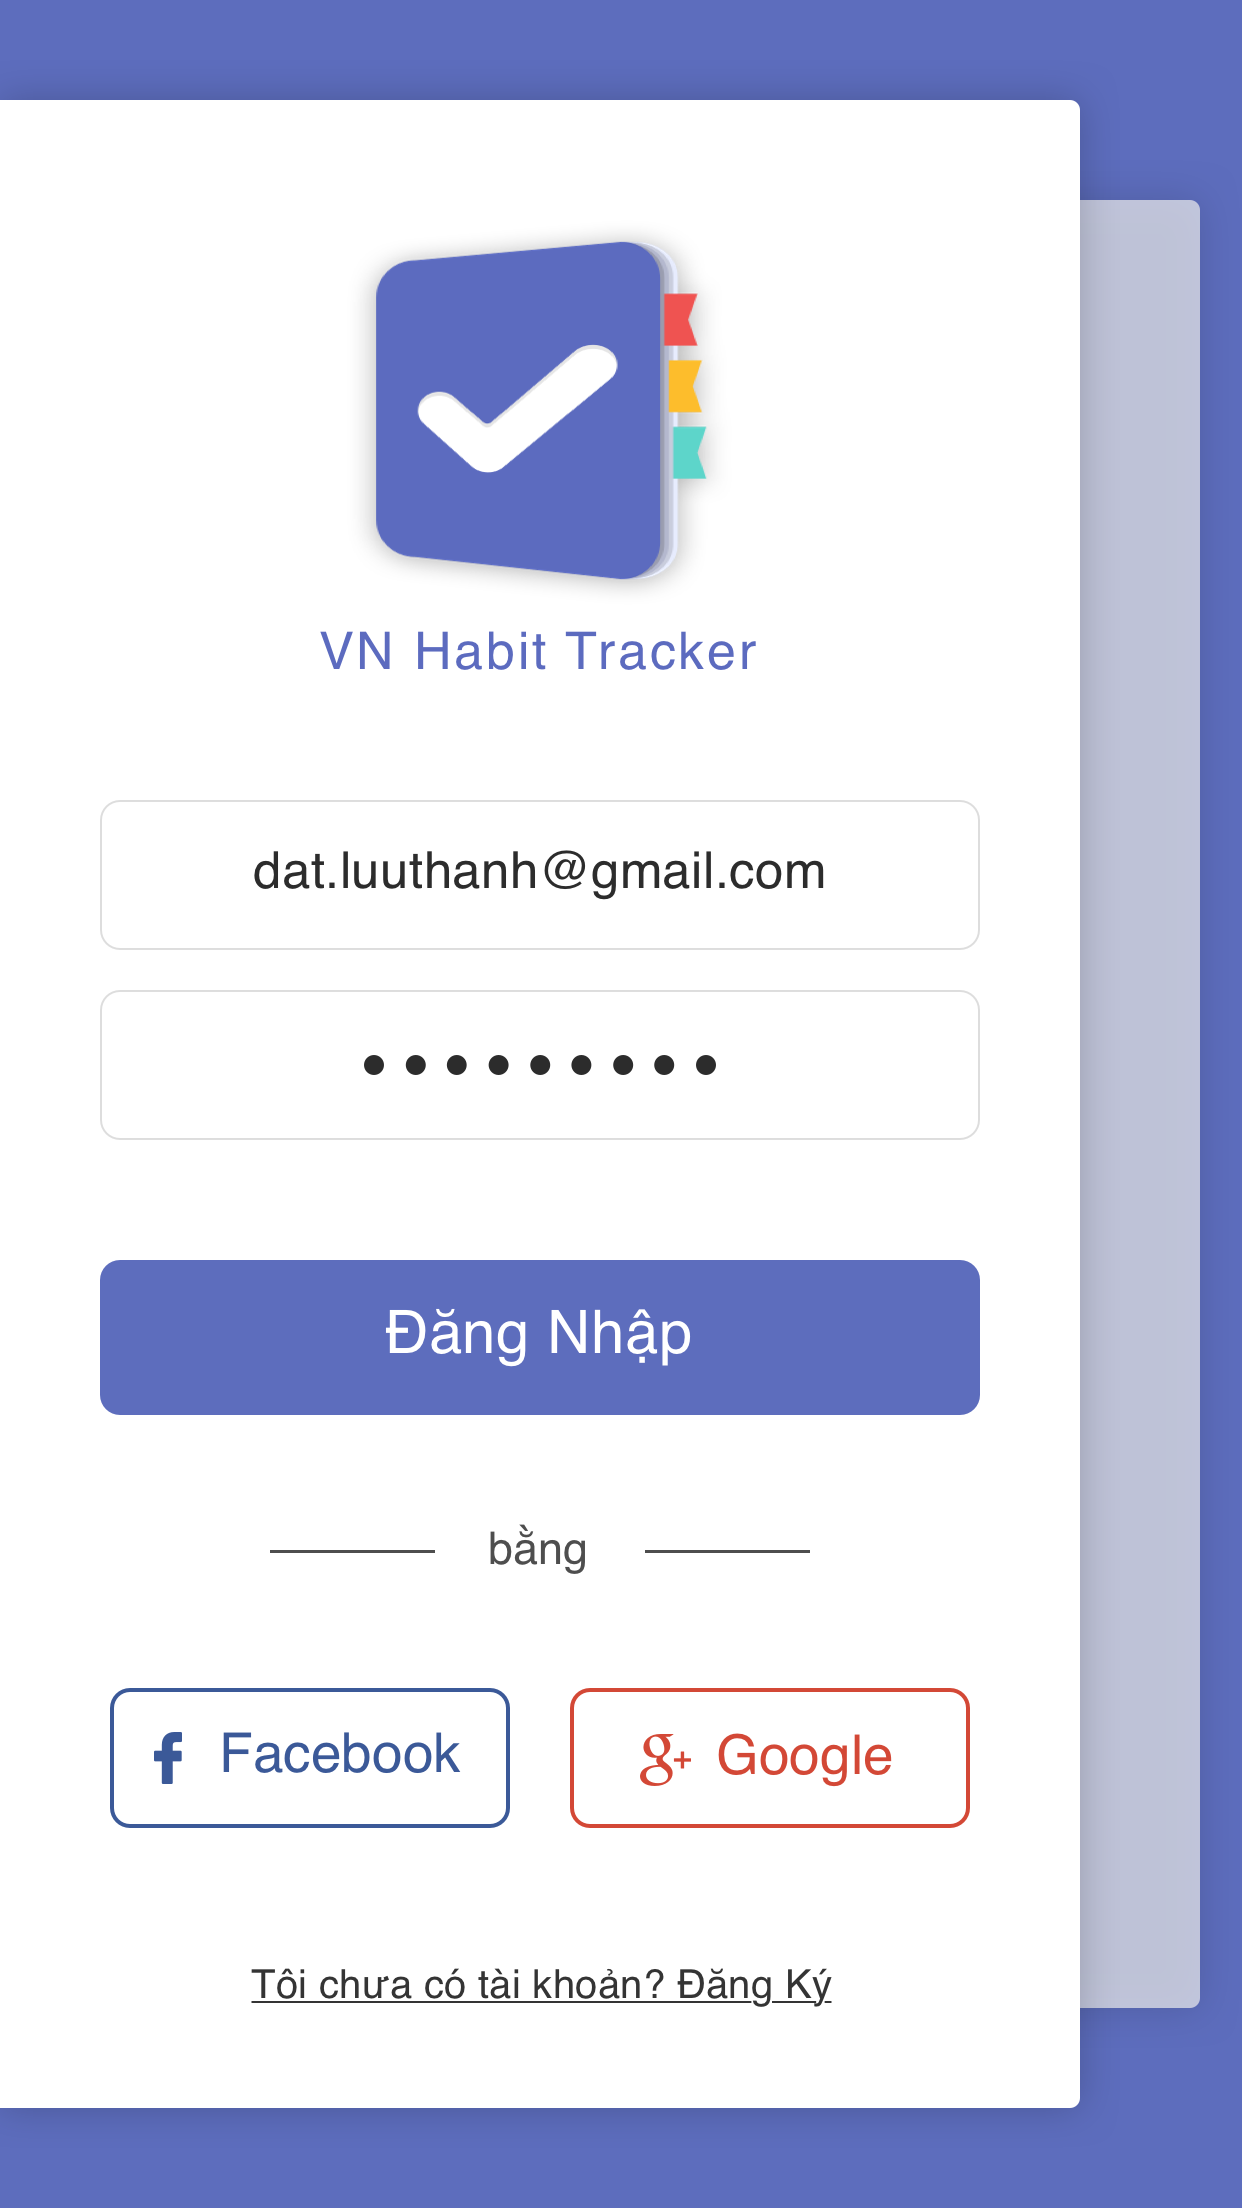 VN Habit Tracker
dat.luuthanh@gmail.com
•••••••••
Đăng Nhập
bằng
Facebook
g+ Google
Tôi chưa có tài khoản? Đăng Ký